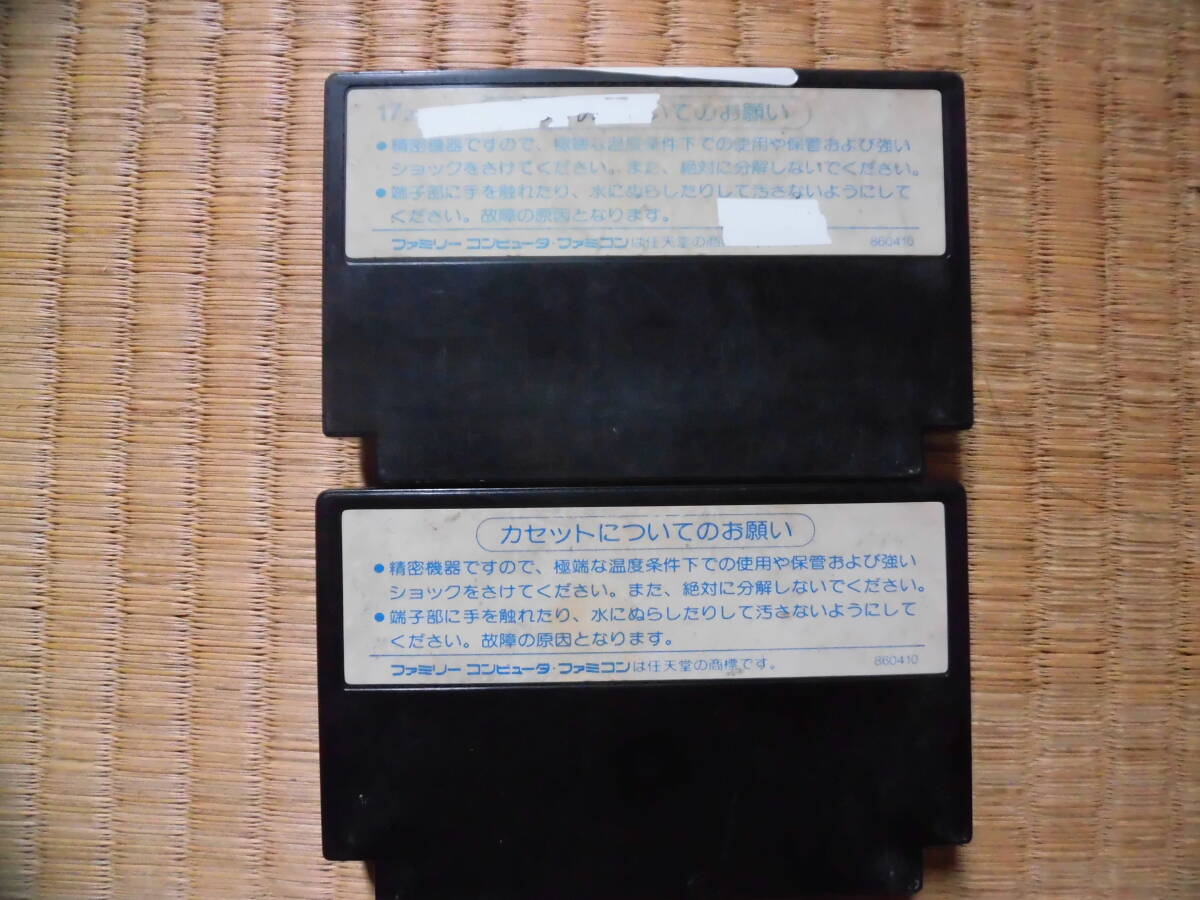 17
いてのお願い
●精密機器ですので、極端な温度条件下での使用や保管および強い
ショックをさけてください。また、絶対に分解しないでください。
●端子部に手を触れたり、水にぬらしたりして汚さないようにして
ください。故障の原因となります。
ファミリー コンピュータ・ファミコンは任天堂の商 860410
カセットについてのお願い
●精密機器ですので、極端な温度条件下での使用や保管および強い
ショックをさけてください。また、絶対に分解しないでください。
●端子部に手を触れたり、水にぬらしたりして汚さないようにして
ください。故障の原因となります。
ファミリー コンピュータ・ファミコンは任天堂の商標です。 860410